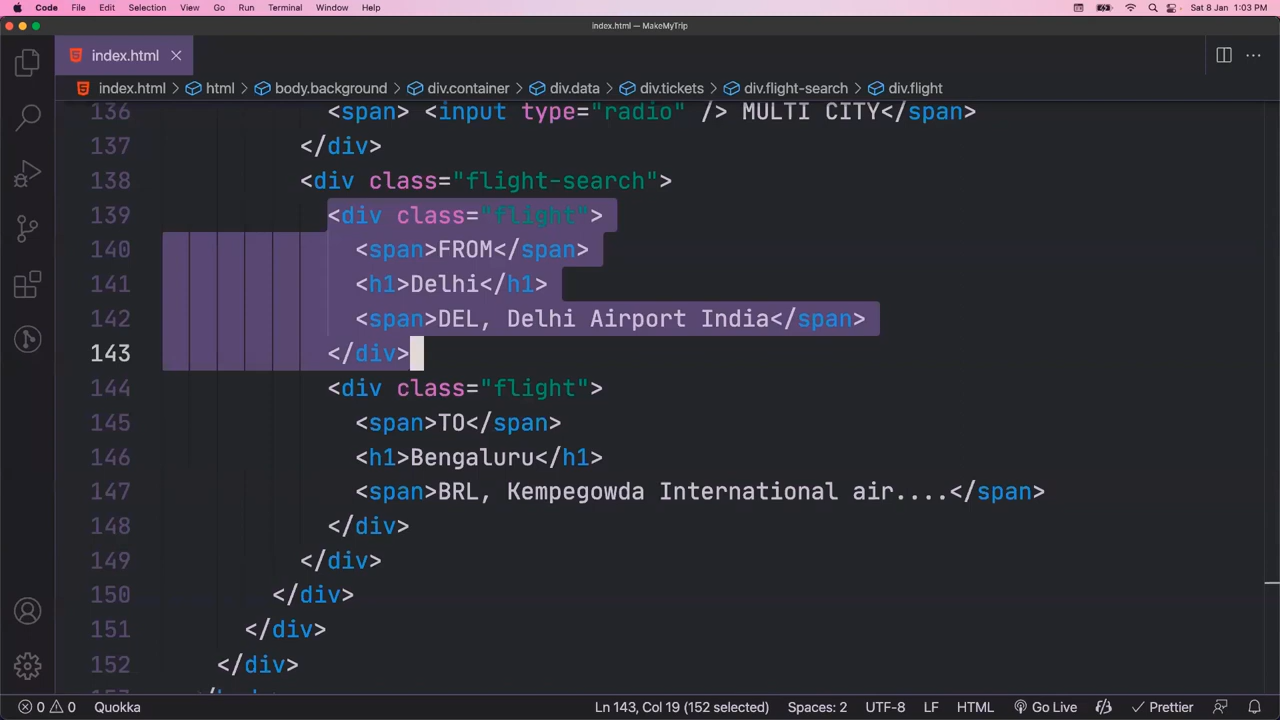 Code File Edit Selection View Go Run Terminal Window Help Sat 8 Jan 1:03 PM
index.html — MakeMyTrip
index.html
index.html > html > body.background > div.container > div.data > div.tickets > div.flight-search > div.flight
136 <span> <input type="radio" /> MULTI CITY</span>
137 </div>
138 <div class="flight-search">
139 <div class="flight">
140 <span>FROM</span>
141 <h1>Delhi</h1>
142 <span>DEL, Delhi Airport India</span>
143 </div>
144 <div class="flight">
145 <span>TO</span>
146 <h1>Bengaluru</h1>
147 <span>BRL, Kempegowda International air....</span>
148 </div>
149 </div>
150 </div>
151 </div>
152 </div>
0 0 Quokka Ln 143, Col 19 (152 selected) Spaces: 2 UTF-8 LF HTML Go Live Prettier